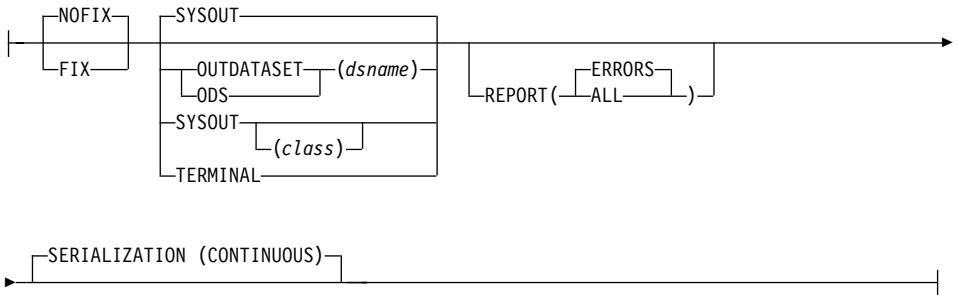 NOFIX SYSOUT
FIX OUTDATASET (dsname) ERRORS
ODS REPORT( ALL )
SYSOUT
(class)
TERMINAL
SERIALIZATION (CONTINUOUS)